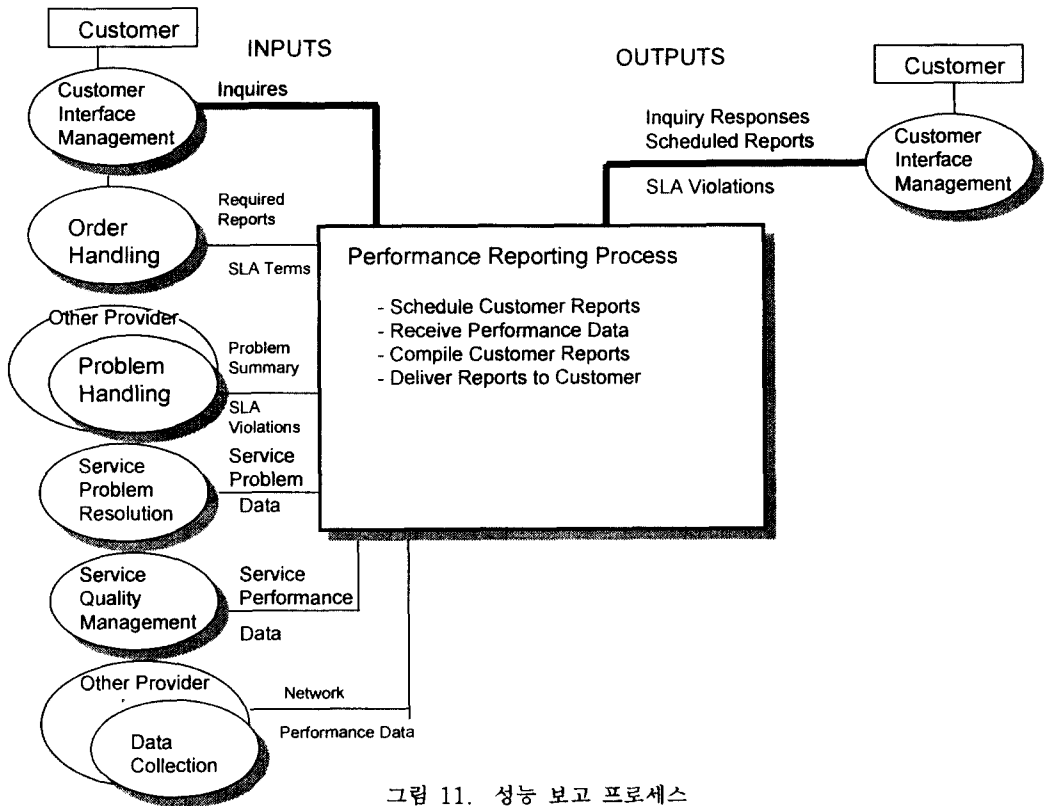 Customer
INPUTS
OUTPUTS
Customer
Customer
Interface
Management
Inquires
Inquiry Responses
Scheduled Reports
SLA Violations
Customer
Interface
Management
Order
Handling
Required
Reports
SLA Terms
Performance Reporting Process
- Schedule Customer Reports
- Receive Performance Data
- Compile Customer Reports
- Deliver Reports to Customer
Other Provider
Problem
Handling
Problem
Summary
SLA
Violations
Service
Problem
Resolution
Service
Problem
Data
Service
Quality
Management
Service
Performance
Data
Other Provider
Data
Collection
Network
Performance Data
그림 11. 성능 보고 프로세스